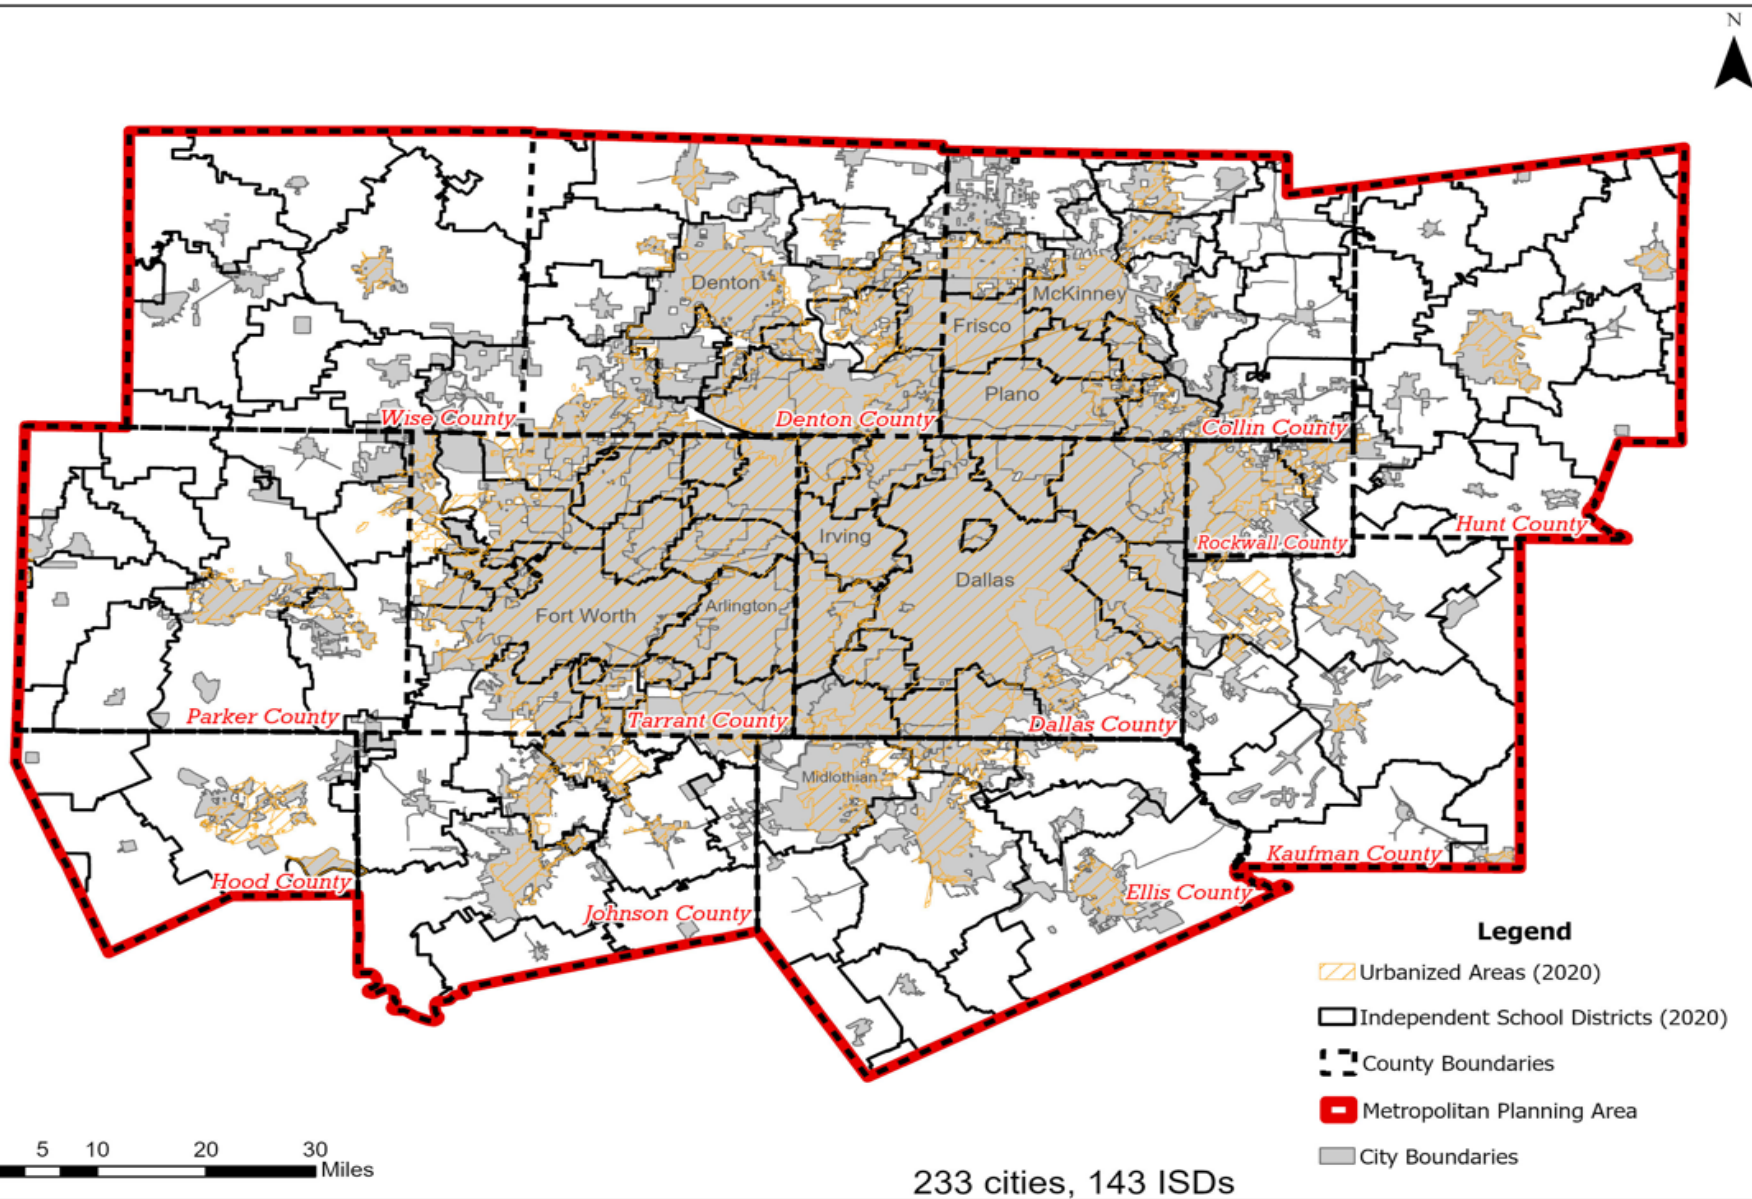 N
Denton
McKinney
Frisco
Plano
Wise County
Denton County
Collin County
Hunt County
Irving
Rockwall County
Dallas
Fort Worth
Arlington
Parker County
Tarrant County
Dallas County
Midlothian
Kaufman County
Hood County
Ellis County
Johnson County
Legend
Urbanized Areas (2020)
Independent School Districts (2020)
County Boundaries
Metropolitan Planning Area
City Boundaries
5 10 20 30
Miles
233 cities, 143 ISDs